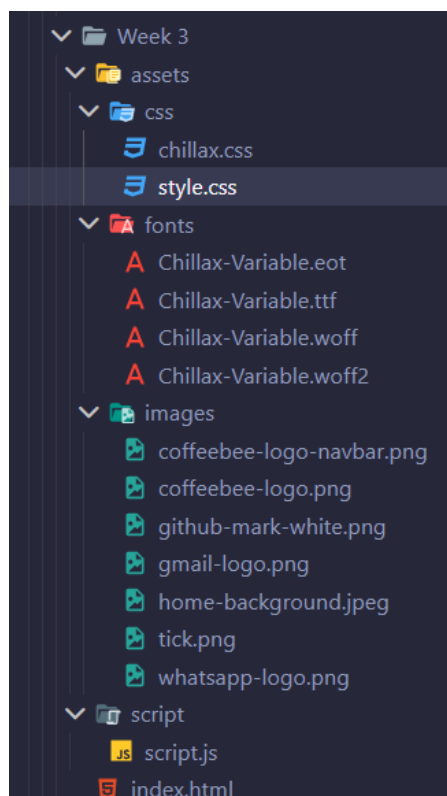 Week 3
assets
css
chillax.css
style.css
fonts
Chillax-Variable.eot
Chillax-Variable.ttf
Chillax-Variable.woff
Chillax-Variable.woff2
images
coffeebee-logo-navbar.png
coffeebee-logo.png
github-mark-white.png
gmail-logo.png
home-background.jpeg
tick.png
whatsapp-logo.png
script
JS script.js
index.html